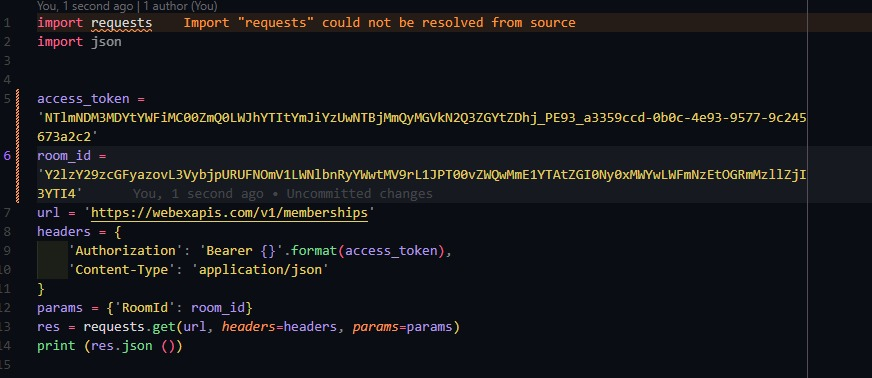 You, 1 second ago | 1 author (You)
1 import requests Import "requests" could not be resolved from source
2 import json
3
4
5 access_token =
'NTlmNDM3MDYtYWFiMC00ZmQ0LWJhYTItYmJiYzUwNTBjMmQyMGVkN2Q3ZGYtZDhj_PE93_a3359ccd-0b0c-4e93-9577-9c245
673a2c2'
6 room_id =
'Y2lzY29zcGFyazovL3VybjpURUFNOmV1LWNlbnRyYWwtMV9rL1JPT00vZWQwMmE1YTAtZGI0Ny0xMWYwLWFmNzEtOGRmMzllZjI
3YTI4' You, 1 second ago • Uncommitted changes
7 url = 'https://webexapis.com/v1/memberships'
8 headers = {
9 'Authorization': 'Bearer {}'.format(access_token),
10 'Content-Type': 'application/json'
11 }
12 params = {'RoomId': room_id}
13 res = requests.get(url, headers=headers, params=params)
14 print (res.json ())
15